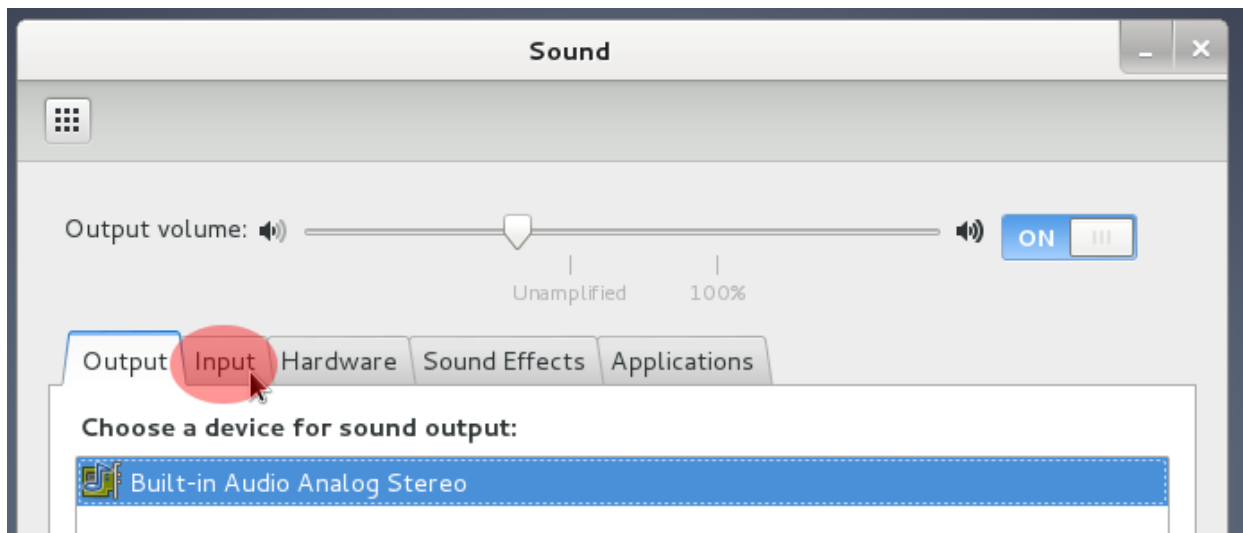 Sound
Output volume:
ON
Unamplified 100%
Output Input Hardware Sound Effects Applications
Choose a device for sound output:
Built-in Audio Analog Stereo